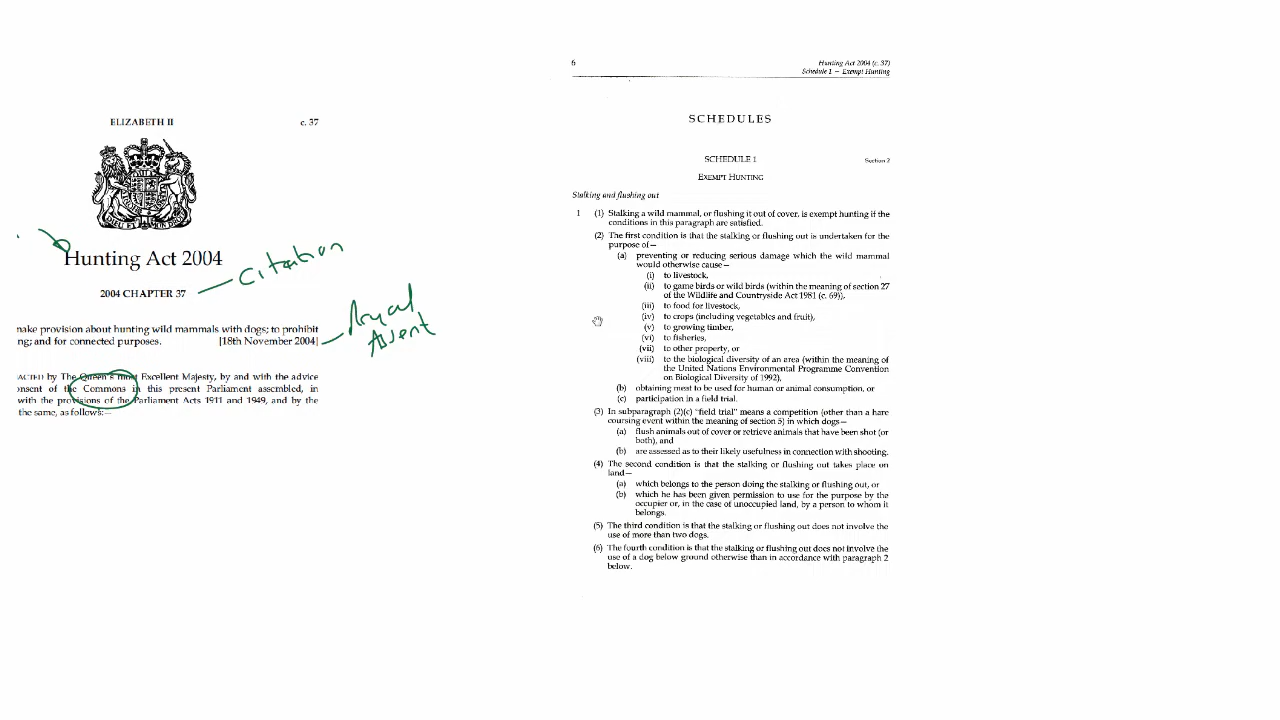 ELIZABETH II c. 37
Hunting Act 2004
2004 CHAPTER 37
Citation
nake provision about hunting wild mammals with dogs; to prohibit
ng; and for connected purposes. [18th November 2004]
Royal
Assent
ACTED by The Queen's most Excellent Majesty, by and with the advice
nsent of the Commons in this present Parliament assembled, in
with the provisions of the Parliament Acts 1911 and 1949, and by the
the same, as follows:—
6 Hunting Act 2004 (c. 37)
Schedule 1 — Exempt Hunting
SCHEDULES
SCHEDULE 1 Section 2
EXEMPT HUNTING
Stalking and flushing out
1 (1) Stalking a wild mammal, or flushing it out of cover, is exempt hunting if the
conditions in this paragraph are satisfied.
(2) The first condition is that the stalking or flushing out is undertaken for the
purpose of—
(a) preventing or reducing serious damage which the wild mammal
would otherwise cause—
(i) to livestock,
(ii) to game birds or wild birds (within the meaning of section 27
of the Wildlife and Countryside Act 1981 (c. 69)),
(iii) to food for livestock,
(iv) to crops (including vegetables and fruit),
(v) to growing timber,
(vi) to fisheries,
(vii) to other property, or
(viii) to the biological diversity of an area (within the meaning of
the United Nations Environmental Programme Convention
on Biological Diversity of 1992),
(b) obtaining meat to be used for human or animal consumption, or
(c) participation in a field trial.
(3) In subparagraph (2)(c) "field trial" means a competition (other than a hare
coursing event within the meaning of section 5) in which dogs—
(a) flush animals out of cover or retrieve animals that have been shot (or
both), and
(b) are assessed as to their likely usefulness in connection with shooting.
(4) The second condition is that the stalking or flushing out takes place on
land—
(a) which belongs to the person doing the stalking or flushing out, or
(b) which he has been given permission to use for the purpose by the
occupier or, in the case of unoccupied land, by a person to whom it
belongs.
(5) The third condition is that the stalking or flushing out does not involve the
use of more than two dogs.
(6) The fourth condition is that the stalking or flushing out does not involve the
use of a dog below ground otherwise than in accordance with paragraph 2
below.